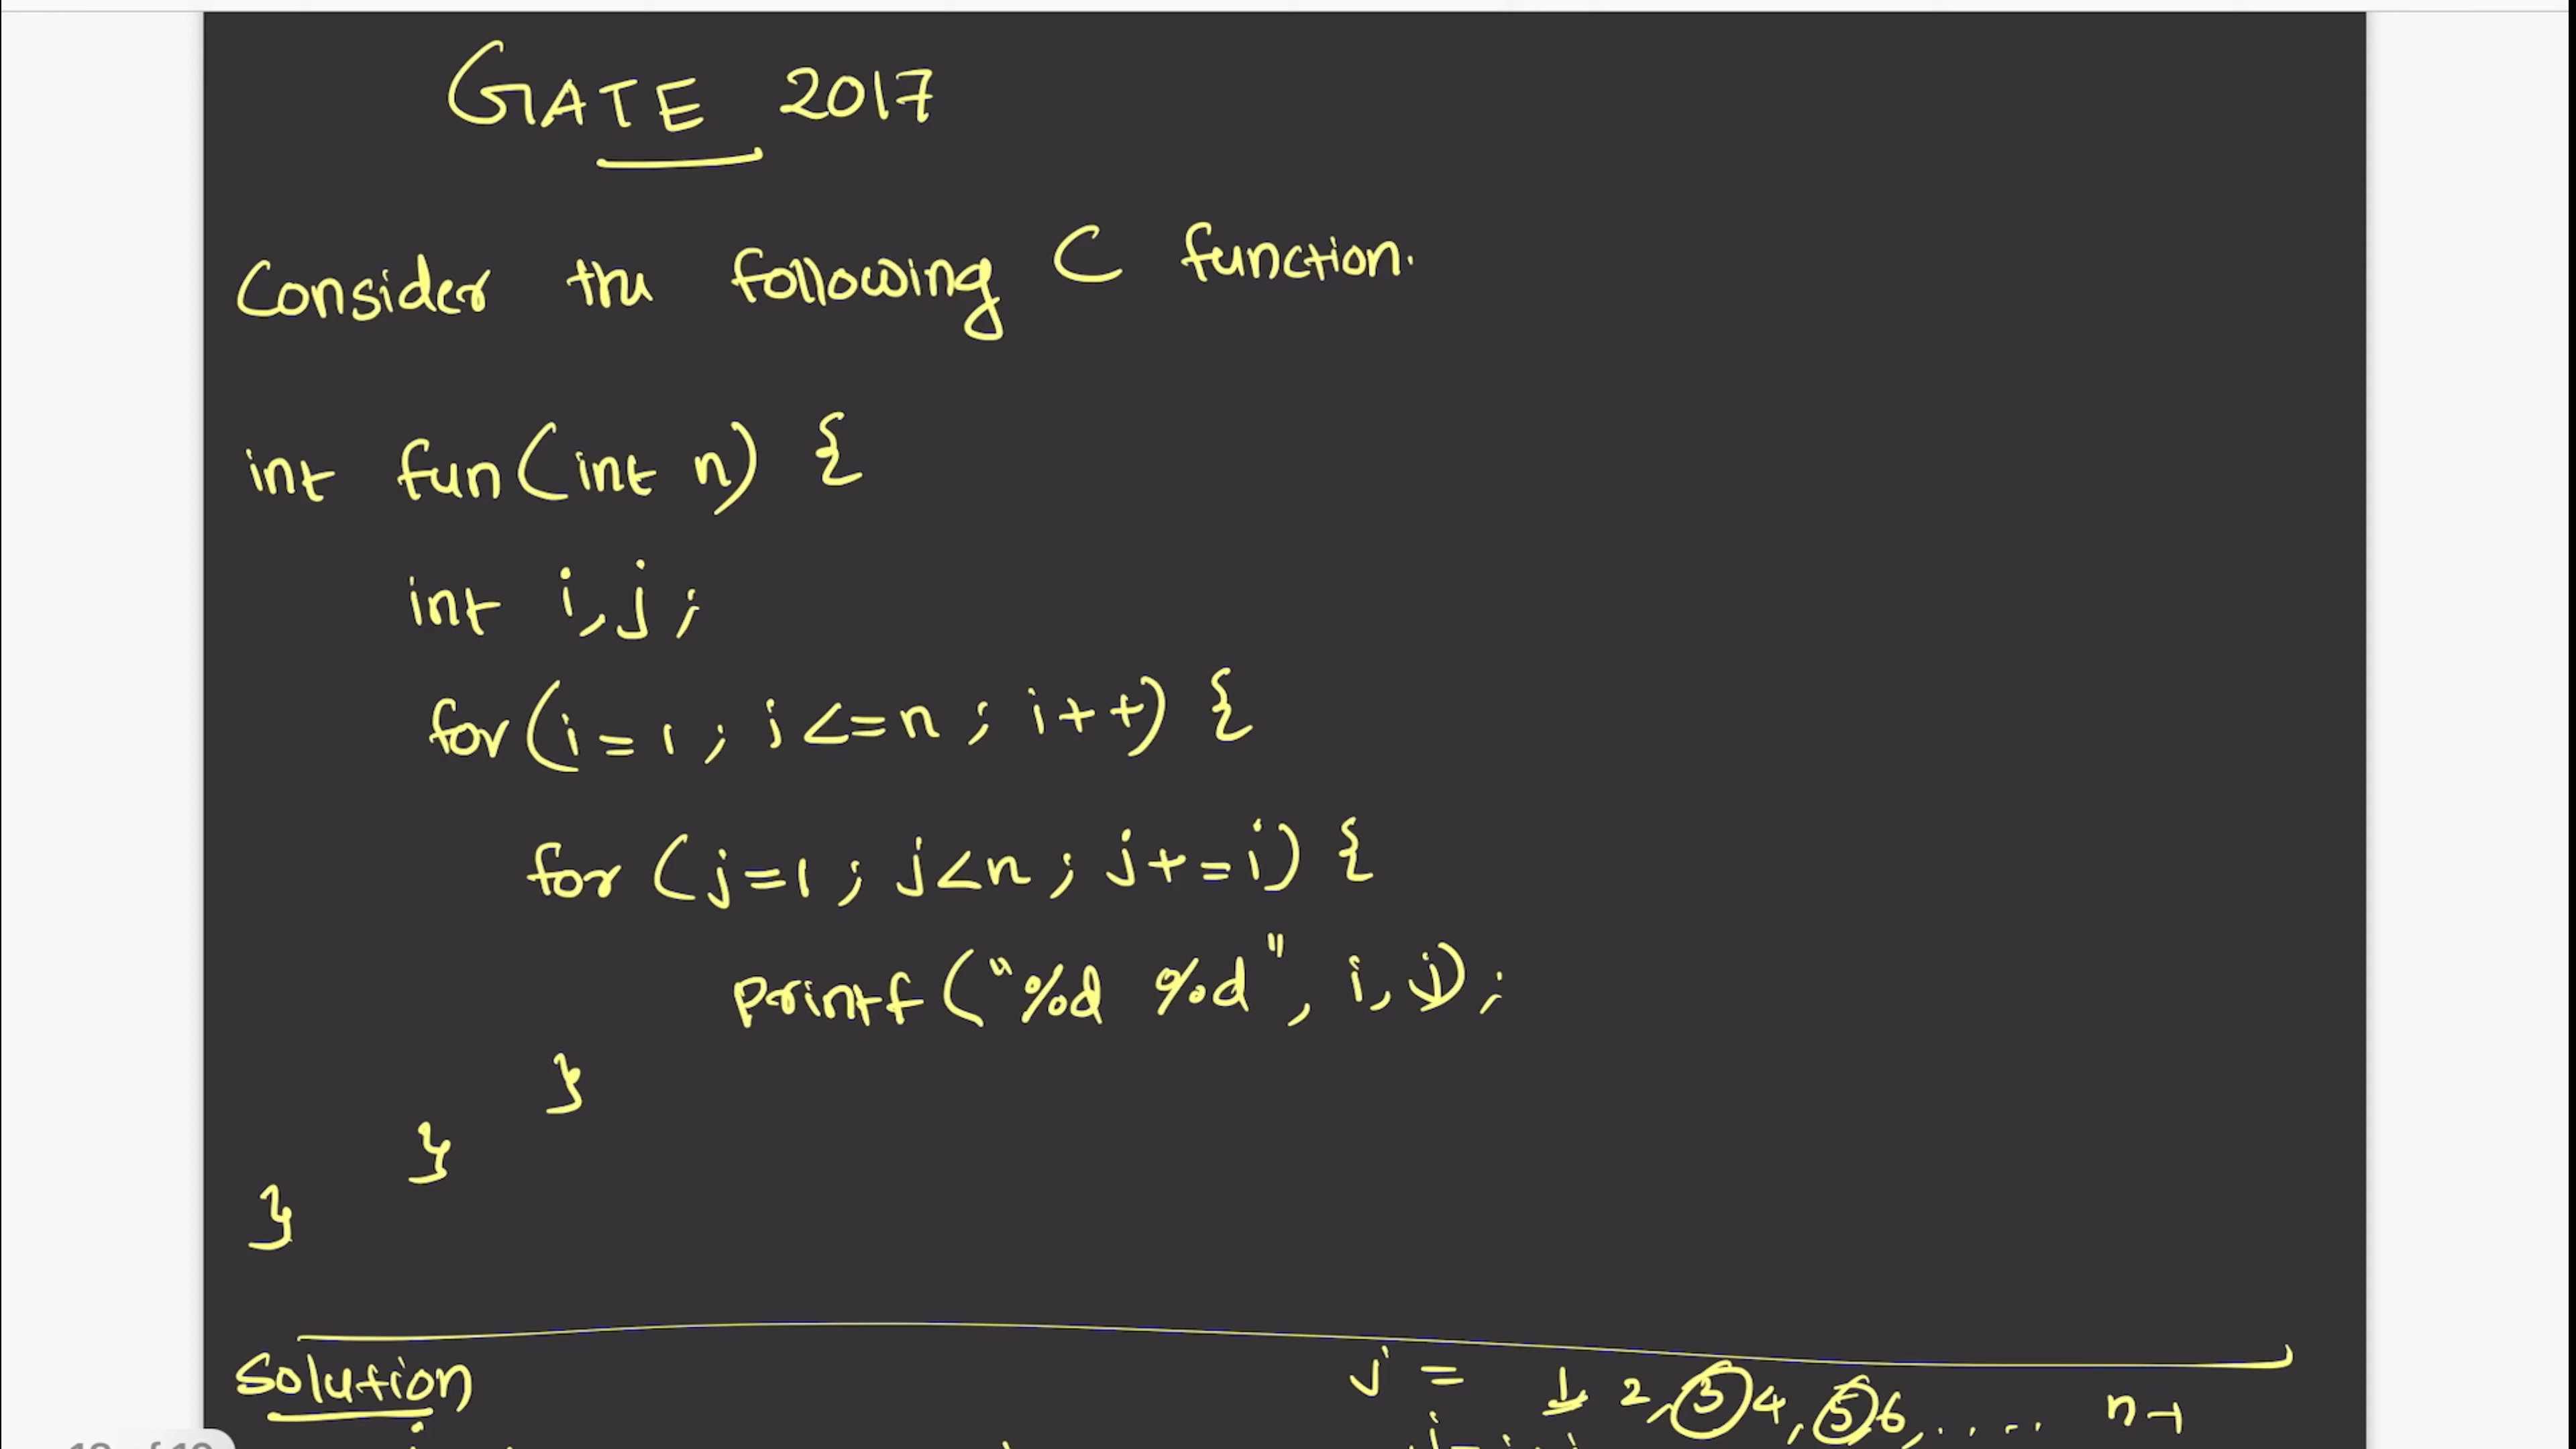 GATE 2017
Consider the following C function.
int fun(int n) {
int i,j;
for(i=1; i<=n; i++) {
for (j=1; j<n; j+=i) {
printf("%d %d", i,j);
}
}
}
Solution
j = 1 2, 3 4, 5 6, .... n-1